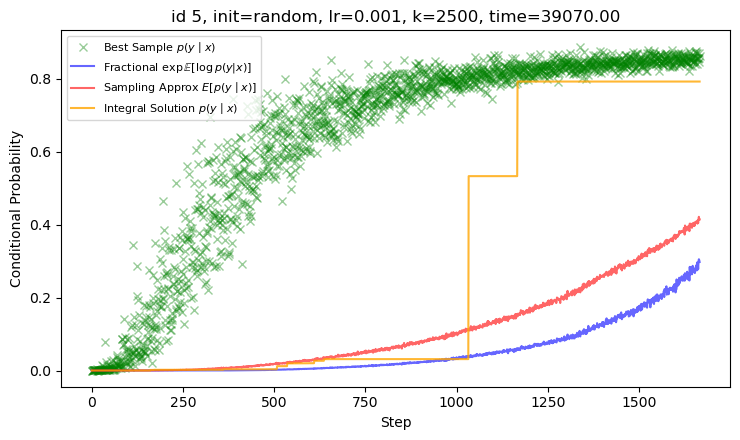 id 5, init=random, lr=0.001, k=2500, time=39070.00
Best Sample p(y | x)
Fractional exp𝔼[log p(y|x)]
Sampling Approx E[p(y | x)]
Integral Solution p(y | x)
Conditional Probability
0.8
0.6
0.4
0.2
0.0
0 250 500 750 1000 1250 1500
Step